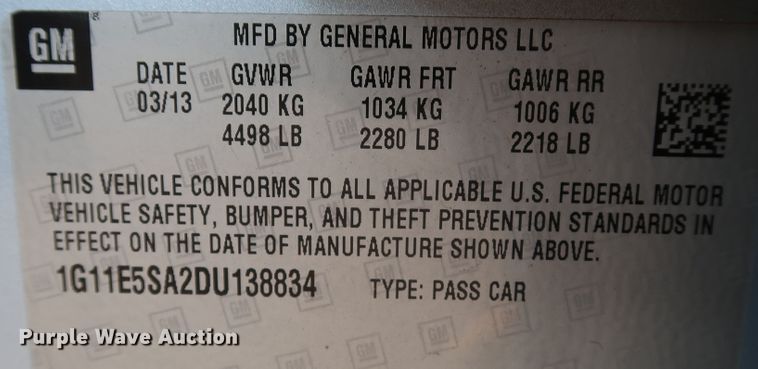 GM
MFD BY GENERAL MOTORS LLC
DATE GVWR GAWR FRT GAWR RR
03/13 2040 KG 1034 KG 1006 KG
4498 LB 2280 LB 2218 LB
THIS VEHICLE CONFORMS TO ALL APPLICABLE U.S. FEDERAL MOTOR
VEHICLE SAFETY, BUMPER, AND THEFT PREVENTION STANDARDS IN
EFFECT ON THE DATE OF MANUFACTURE SHOWN ABOVE.
1G11E5SA2DU138834 TYPE: PASS CAR
Purple Wave Auction